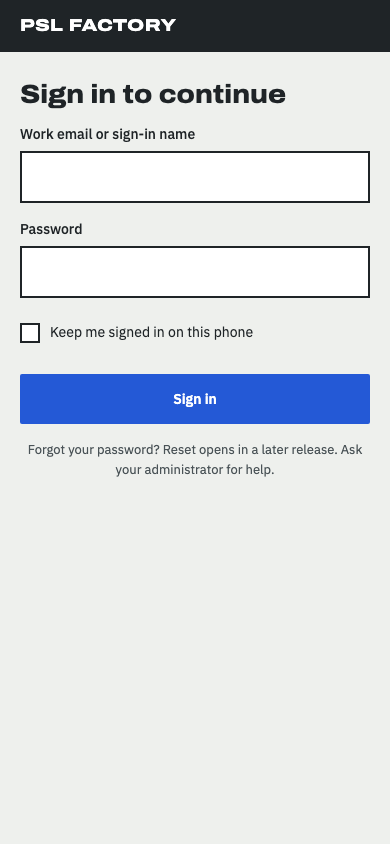 PSL FACTORY
Sign in to continue
Work email or sign-in name
Password
Keep me signed in on this phone
Sign in
Forgot your password? Reset opens in a later release. Ask
your administrator for help.